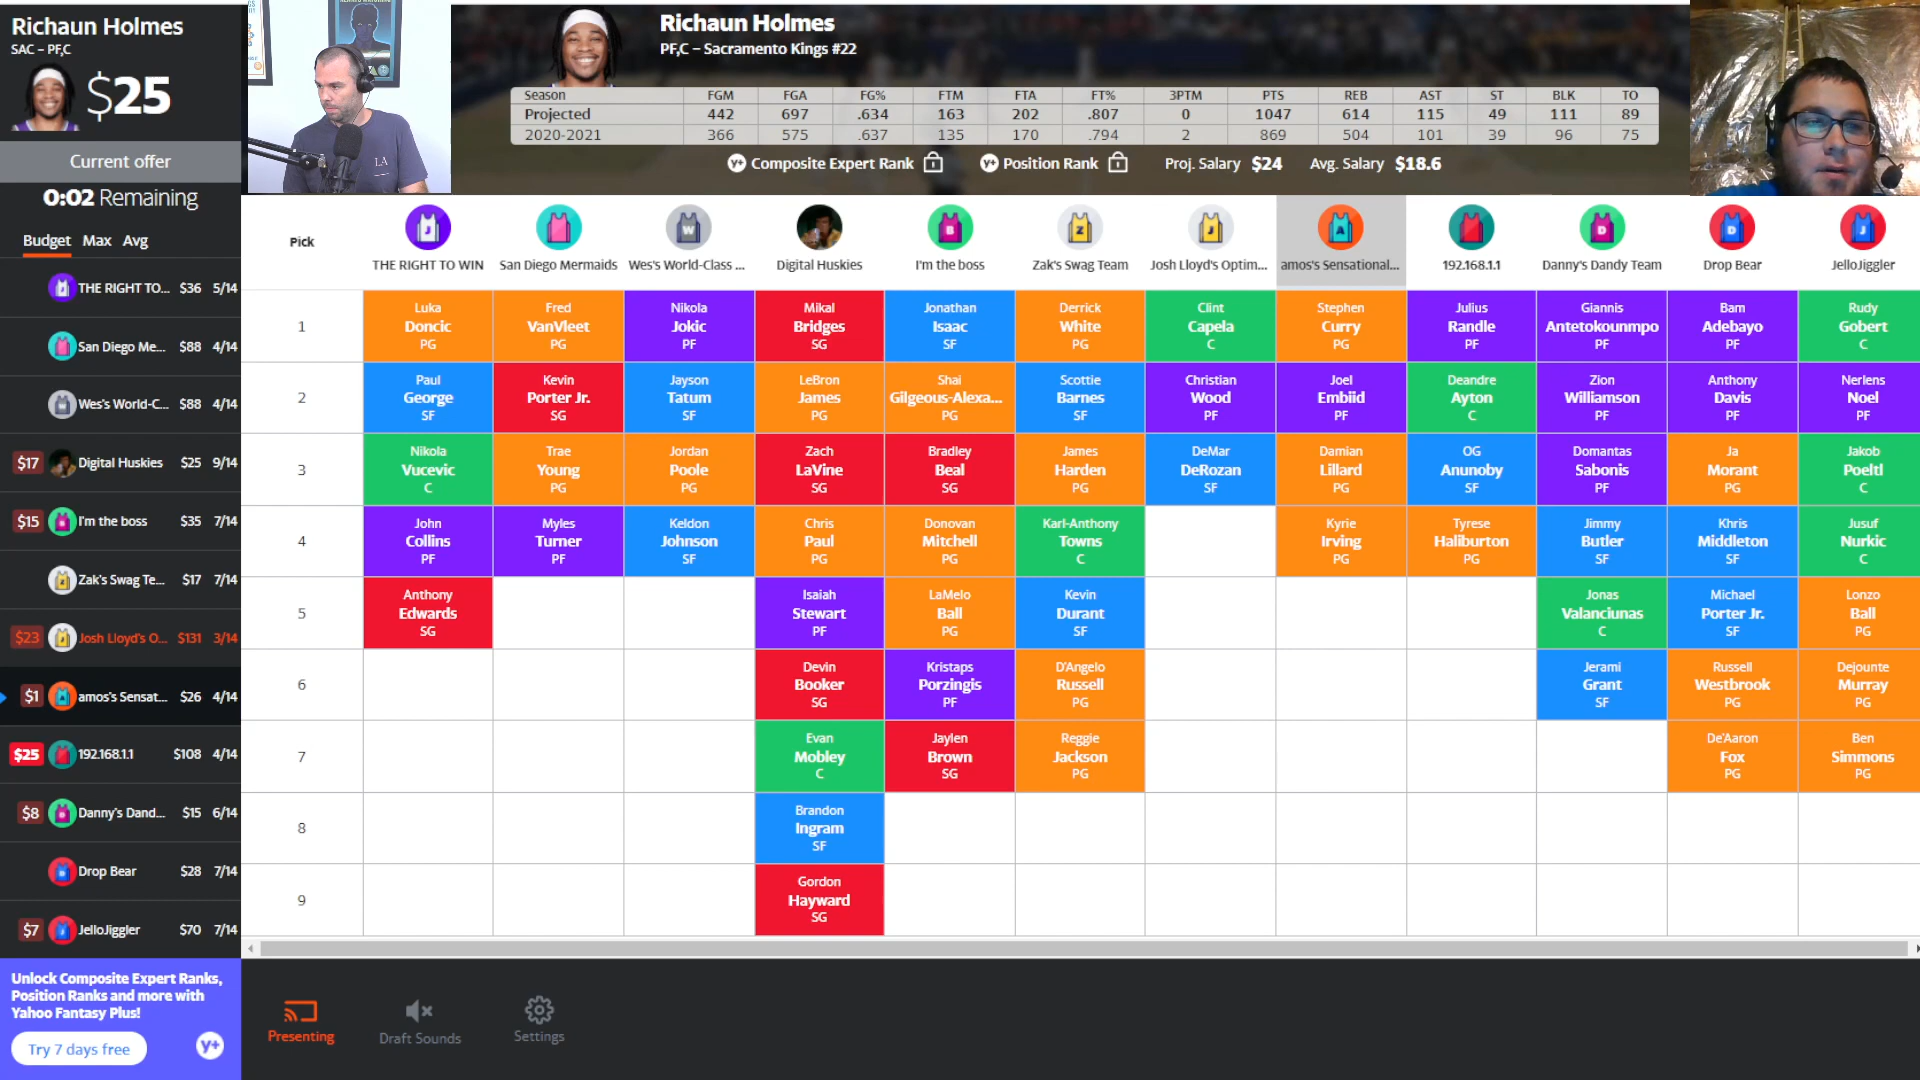 Richaun Holmes
SAC – PF,C
$25
Current offer
0:02 Remaining
Budget Max Avg
THE RIGHT TO... $36 5/14
San Diego Me... $88 4/14
Wes's World-C... $88 4/14
$17 Digital Huskies $25 9/14
$15 I'm the boss $35 7/14
Zak's Swag Te... $17 7/14
$23 Josh Lloyd's O... $131 3/14
$1 amos's Sensat... $26 4/14
$25 192.168.1.1 $108 4/14
$8 Danny's Dand... $15 6/14
Drop Bear $28 7/14
$7 JelloJiggler $70 7/14
Unlock Composite Expert Ranks,
Position Ranks and more with
Yahoo Fantasy Plus!
Try 7 days free
y+
LA
Richaun Holmes
PF,C – Sacramento Kings #22
Season FGM FGA FG% FTM FTA FT% 3PTM PTS REB AST ST BLK TO
Projected 442 697 .634 163 202 .807 0 1047 614 115 49 111 89
2020-2021 366 575 .637 135 170 .794 2 869 504 101 39 96 75
y+ Composite Expert Rank y+ Position Rank Proj. Salary $24 Avg. Salary $18.6
J W B Z J A D D J
Pick THE RIGHT TO WIN San Diego Mermaids Wes's World-Class ... Digital Huskies I'm the boss Zak's Swag Team Josh Lloyd's Optim... amos's Sensational... 192.168.1.1 Danny's Dandy Team Drop Bear JelloJiggler
Luka Fred Nikola Mikal Jonathan Derrick Clint Stephen Julius Giannis Bam Rudy
1 Doncic VanVleet Jokic Bridges Isaac White Capela Curry Randle Antetokounmpo Adebayo Gobert
PG PG PF SG SF PG C PG PF PF PF C
Paul Kevin Jayson LeBron Shai Scottie Christian Joel Deandre Zion Anthony Nerlens
2 George Porter Jr. Tatum James Gilgeous-Alexa... Barnes Wood Embiid Ayton Williamson Davis Noel
SF SG SF PG PG SF PF PF C PF PF PF
Nikola Trae Jordan Zach Bradley James DeMar Damian OG Domantas Ja Jakob
3 Vucevic Young Poole LaVine Beal Harden DeRozan Lillard Anunoby Sabonis Morant Poeltl
C PG PG SG SG PG SF PG SF PF PG C
John Myles Keldon Chris Donovan Karl-Anthony Kyrie Tyrese Jimmy Khris Jusuf
4 Collins Turner Johnson Paul Mitchell Towns Irving Haliburton Butler Middleton Nurkic
PF PF SF PG PG C PG PG SF SF C
Anthony Isaiah LaMelo Kevin Jonas Michael Lonzo
5 Edwards Stewart Ball Durant Valanciunas Porter Jr. Ball
SG PF PG SF C SF PG
Devin Kristaps D'Angelo Jerami Russell Dejounte
6 Booker Porzingis Russell Grant Westbrook Murray
SG PF PG SF PG PG
Evan Jaylen Reggie De'Aaron Ben
7 Mobley Brown Jackson Fox Simmons
C SG PG PG PG
Brandon
8 Ingram
SF
Gordon
9 Hayward
SG
Presenting Draft Sounds Settings